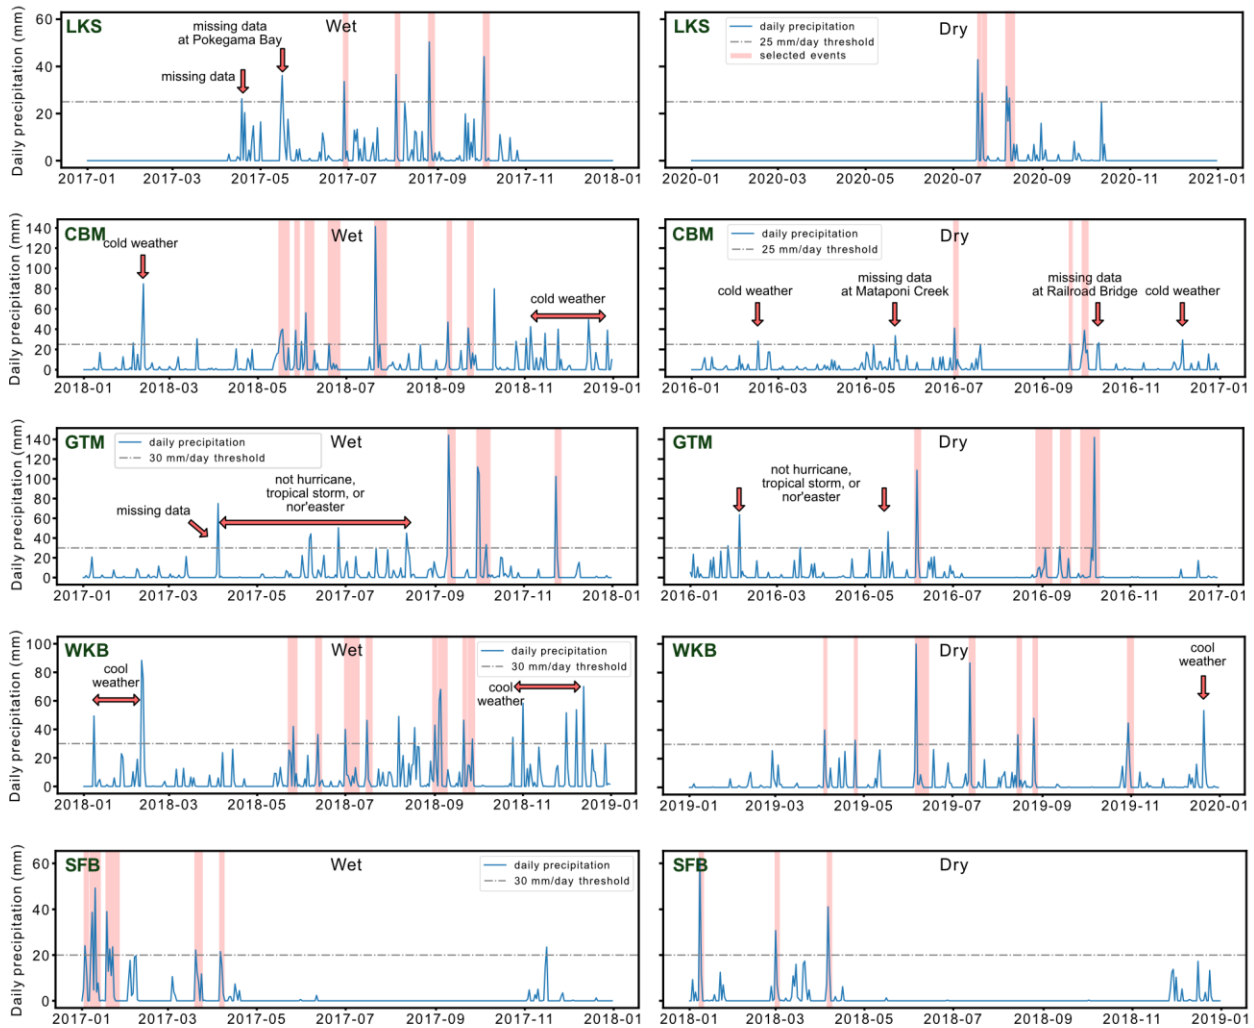 Daily precipitation (mm)
LKS
Wet
missing data
at Pokegama Bay
missing data
60
40
20
0
2017-01 2017-03 2017-05 2017-07 2017-09 2017-11 2018-01
LKS
Dry
daily precipitation
25 mm/day threshold
selected events
2020-01 2020-03 2020-05 2020-07 2020-09 2020-11 2021-01
Daily precipitation (mm)
CBM
Wet
cold weather
cold weather
140
120
100
80
60
40
20
0
2018-01 2018-03 2018-05 2018-07 2018-09 2018-11 2019-01
CBM
Dry
daily precipitation
25 mm/day threshold
cold weather
missing data
at Mataponi Creek
missing data
at Railroad Bridge
cold weather
2016-01 2016-03 2016-05 2016-07 2016-09 2016-11 2017-01
Daily precipitation (mm)
GTM
Wet
daily precipitation
30 mm/day threshold
missing data
not hurricane,
tropical storm, or
nor'easter
140
120
100
80
60
40
20
0
2017-01 2017-03 2017-05 2017-07 2017-09 2017-11 2018-01
GTM
Dry
not hurricane,
tropical storm, or
nor'easter
2016-01 2016-03 2016-05 2016-07 2016-09 2016-11 2017-01
Daily precipitation (mm)
WKB
Wet
cool
weather
daily precipitation
30 mm/day threshold
cool
weather
100
80
60
40
20
0
2018-01 2018-03 2018-05 2018-07 2018-09 2018-11 2019-01
WKB
Dry
cool
weather
2019-01 2019-03 2019-05 2019-07 2019-09 2019-11 2020-01
Daily precipitation (mm)
SFB
Wet
daily precipitation
30 mm/day threshold
60
40
20
0
2017-01 2017-03 2017-05 2017-07 2017-09 2017-11 2018-01
SFB
Dry
2018-01 2018-03 2018-05 2018-07 2018-09 2018-11 2019-01